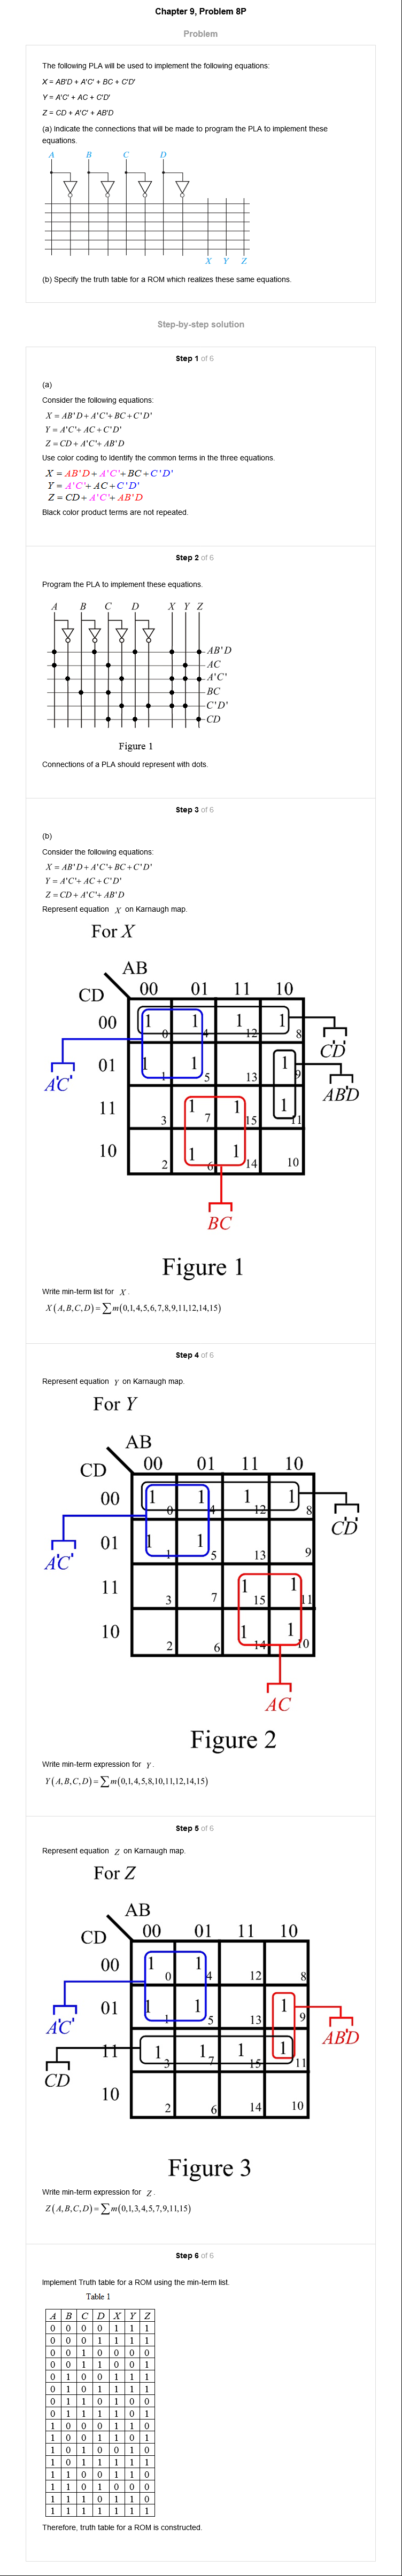 Chapter 9, Problem 8P
Problem
The following PLA will be used to implement the following equations:
X = AB'D + A'C' + BC + C'D'
Y = A'C' + AC + C'D'
Z = CD + A'C' + AB'D
(a) Indicate the connections that will be made to program the PLA to implement these
equations.
A B C D
X Y Z
(b) Specify the truth table for a ROM which realizes these same equations.
Step-by-step solution
Step 1 of 6
(a)
Consider the following equations:
X = AB'D + A'C'+ BC + C'D'
Y = A'C'+ AC + C'D'
Z = CD + A'C'+ AB'D
Use color coding to identify the common terms in the three equations.
X = AB'D + A'C'+ BC + C'D'
Y = A'C'+ AC + C'D'
Z = CD + A'C'+ AB'D
Black color product terms are not repeated.
Step 2 of 6
Program the PLA to implement these equations.
A B C D X Y Z
AB'D
AC
A'C'
BC
C'D'
CD
Figure 1
Connections of a PLA should represent with dots.
Step 3 of 6
(b)
Consider the following equations:
X = AB'D + A'C'+ BC + C'D'
Y = A'C'+ AC + C'D'
Z = CD + A'C'+ AB'D
Represent equation X on Karnaugh map.
For X
AB
CD 00 01 11 10
00 1 0 1 4 1 12 1 8
C'D'
01 1 1 1 5 13 1 9
A'C' AB'D
11 3 1 7 1 15 1 11
10 2 1 6 1 14 10
BC
Figure 1
Write min-term list for X.
X(A,B,C,D)=∑m(0,1,4,5,6,7,8,9,11,12,14,15)
Step 4 of 6
Represent equation Y on Karnaugh map.
For Y
AB
CD 00 01 11 10
00 1 0 1 4 1 12 1 8
C'D'
01 1 1 1 5 13 9
A'C'
11 3 7 1 15 1 11
10 2 6 1 14 1 10
AC
Figure 2
Write min-term expression for Y.
Y(A,B,C,D)=∑m(0,1,4,5,8,10,11,12,14,15)
Step 5 of 6
Represent equation Z on Karnaugh map.
For Z
AB
CD 00 01 11 10
00 1 0 1 4 12 8
01 1 1 1 5 13 1 9
A'C' AB'D
11 1 3 1 7 1 15 1 11
CD
10 2 6 14 10
Figure 3
Write min-term expression for Z.
Z(A,B,C,D)=∑m(0,1,3,4,5,7,9,11,15)
Step 6 of 6
Implement Truth table for a ROM using the min-term list.
Table 1
A B C D X Y Z
0 0 0 0 1 1 1
0 0 0 1 1 1 1
0 0 1 0 0 0 0
0 0 1 1 0 0 1
0 1 0 0 1 1 1
0 1 0 1 1 1 1
0 1 1 0 1 0 0
0 1 1 1 1 0 1
1 0 0 0 1 1 0
1 0 0 1 1 0 1
1 0 1 0 0 1 0
1 0 1 1 1 1 1
1 1 0 0 1 1 0
1 1 0 1 0 0 0
1 1 1 0 1 1 0
1 1 1 1 1 1 1
Therefore, truth table for a ROM is constructed.